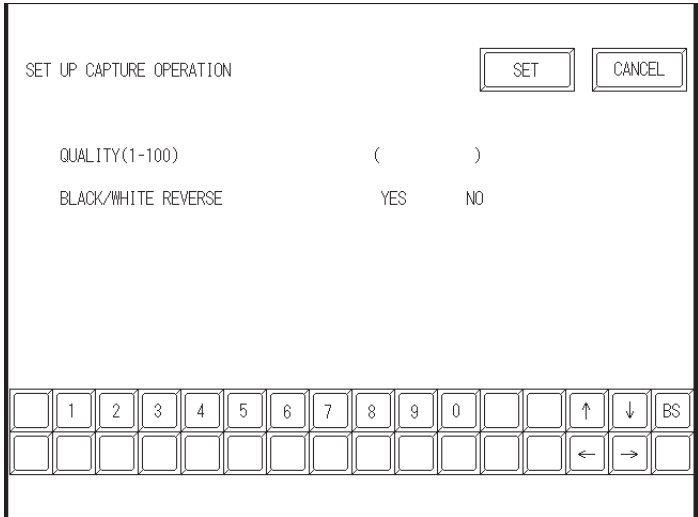 SET UP CAPTURE OPERATION SET CANCEL
QUALITY(1-100) ( )
BLACK/WHITE REVERSE YES NO
1 2 3 4 5 6 7 8 9 0 ↑ ↓ BS
← →